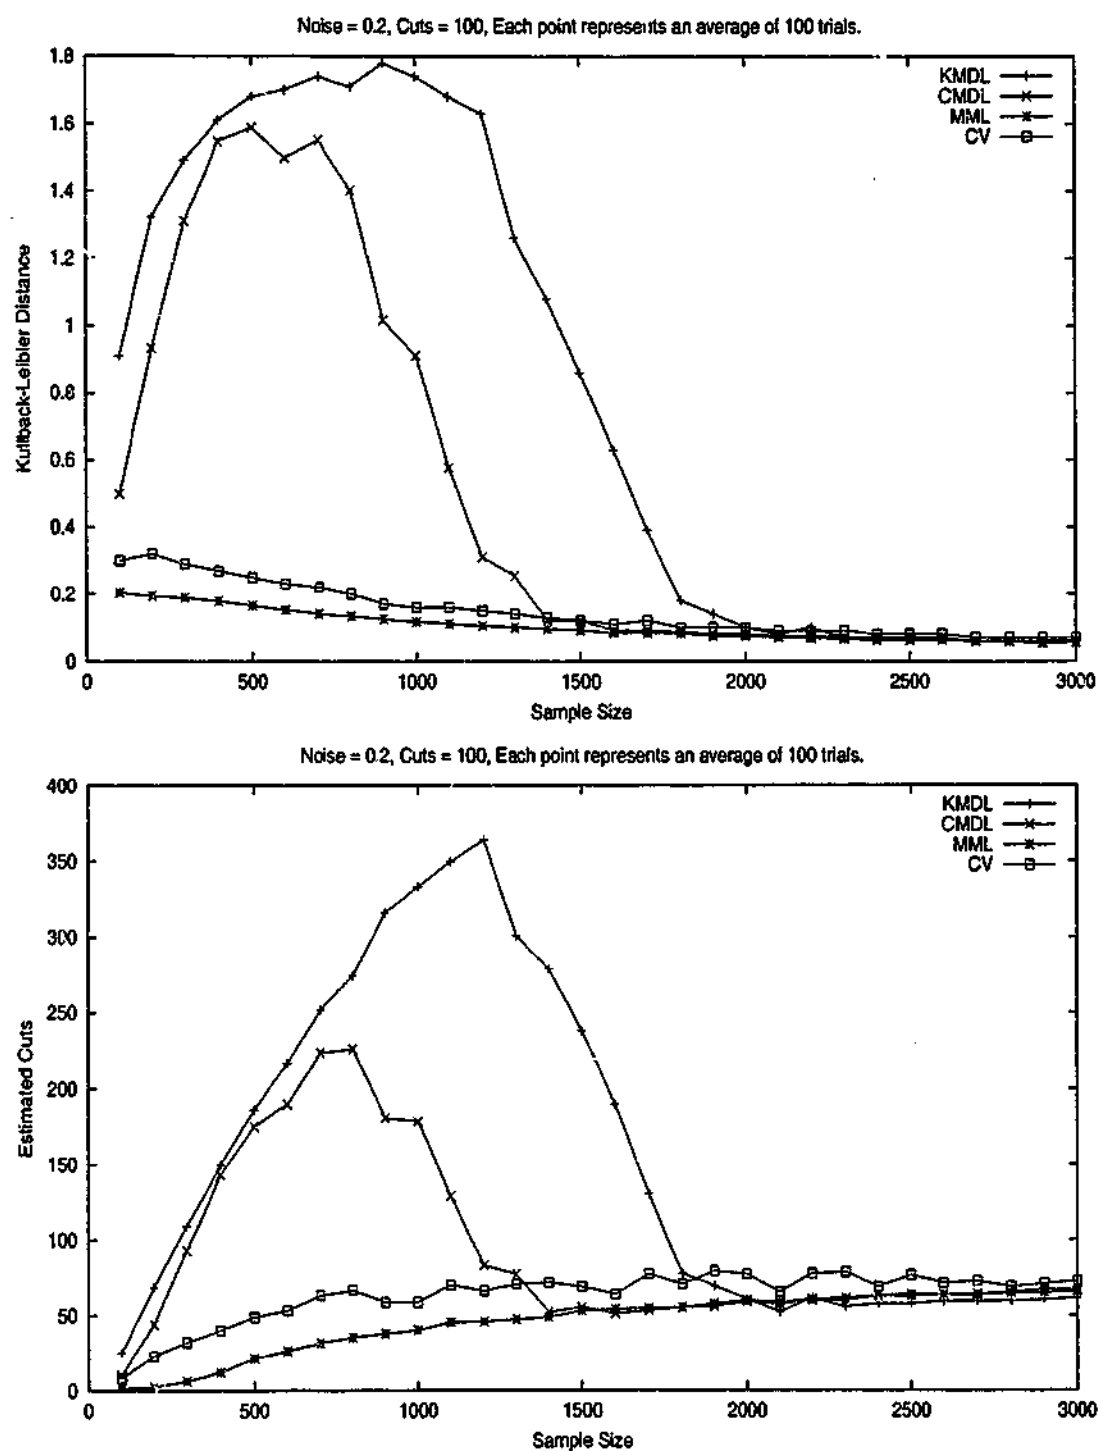 Noise = 0.2, Cuts = 100, Each point represents an average of 100 trials.
1.8
1.6
1.4
1.2
1
0.8
0.6
0.4
0.2
0
Kullback-Leibler Distance
KMDL
CMDL
MML
CV
0 500 1000 1500 2000 2500 3000
Sample Size
Noise = 0.2, Cuts = 100, Each point represents an average of 100 trials.
400
350
300
250
200
150
100
50
0
Estimated Cuts
KMDL
CMDL
MML
CV
0 500 1000 1500 2000 2500 3000
Sample Size